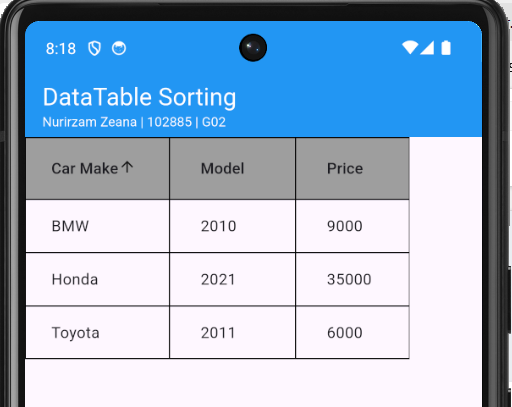 8:18
DataTable Sorting
Nurirzam Zeana | 102885 | G02
Car Make↑ Model Price
BMW 2010 9000
Honda 2021 35000
Toyota 2011 6000